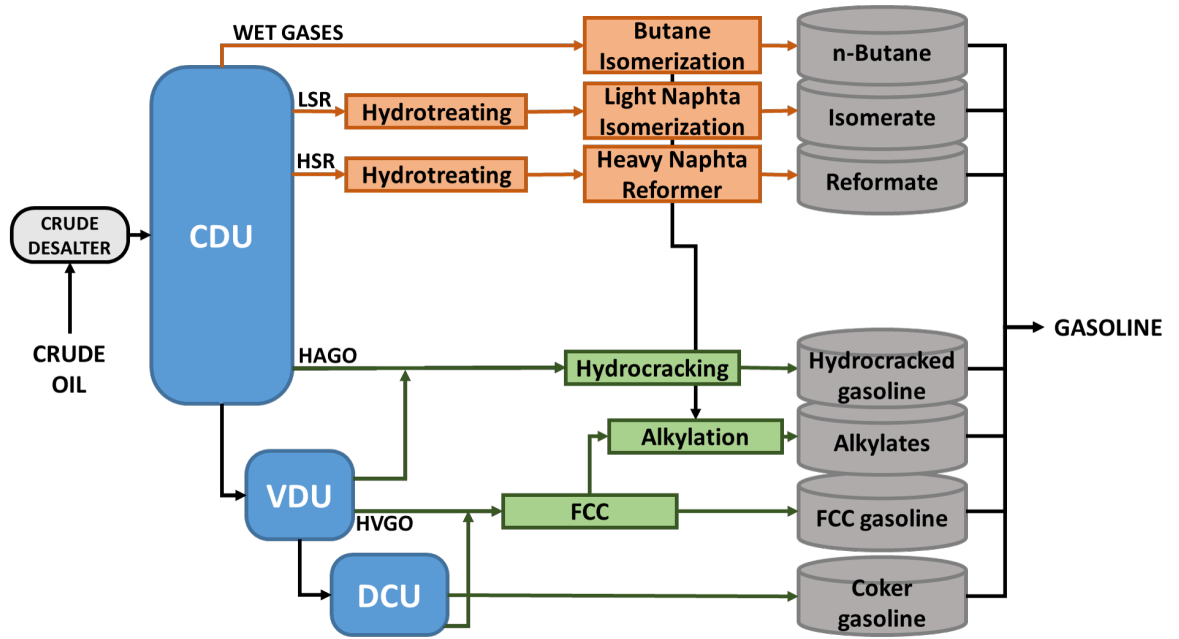 WET GASES
Butane
Isomerization
n-Butane
LSR
Hydrotreating
Light Naphta
Isomerization
Isomerate
HSR
Hydrotreating
Heavy Naphta
Reformer
Reformate
CRUDE
DESALTER
CDU
CRUDE
OIL
GASOLINE
HAGO
Hydrocracking
Hydrocracked
gasoline
Alkylation
Alkylates
VDU
HVGO
FCC
FCC gasoline
DCU
Coker
gasoline